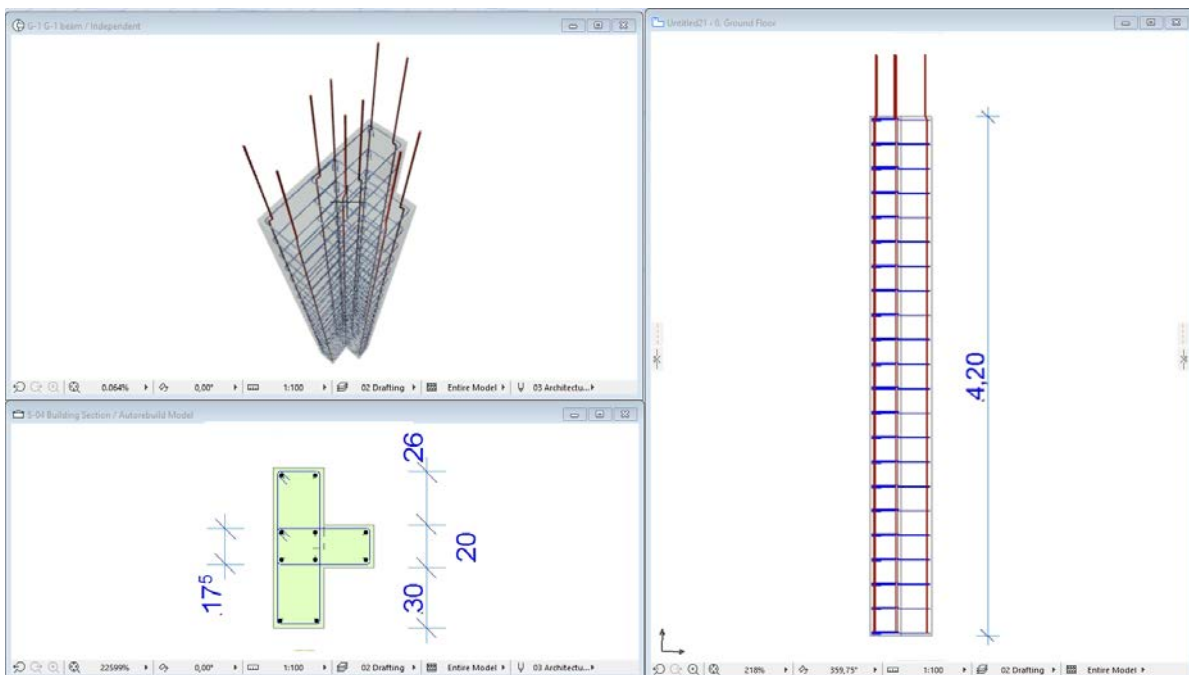 G-1 G-1 beam / Independent
0.064%
0,00°
1:100
02 Drafting
Entire Model
03 Architectu...
S-04 Building Section / Autorebuild Model
26
20
.17⁵
.30
22599%
0,00°
1:100
02 Drafting
Entire Model
03 Architectu...
Untitled21 › 0. Ground Floor
4,20
218%
359,75°
1:100
02 Drafting
Entire Model